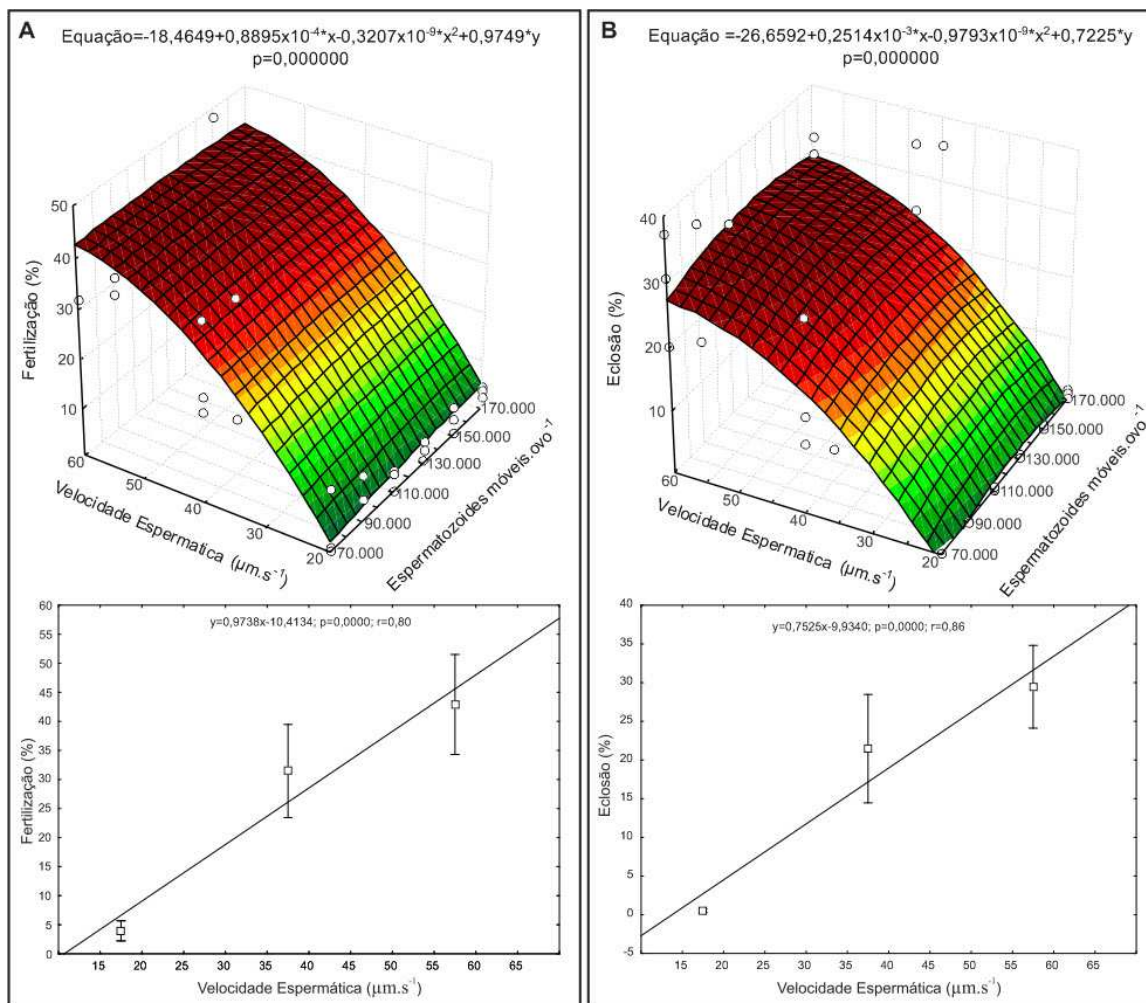 A
Equação=-18,4649+0,8895x10⁻⁴*x-0,3207x10⁻⁹*x²+0,9749*y
p=0,000000
50
40
30
20
10
Fertilização (%)
60
50
40
30
20
Velocidade Espermatica (µm.s⁻¹)
170.000
150.000
130.000
110.000
90.000
70.000
Espermatozoides móveis.ovo⁻¹
y=0,9738x-10,4134; p=0,0000; r=0,80
60
55
50
45
40
35
30
25
20
15
10
5
0
Fertilização (%)
15 20 25 30 35 40 45 50 55 60 65
Velocidade Espermática (µm.s⁻¹)
B
Equação =-26,6592+0,2514x10⁻³*x-0,9793x10⁻⁹*x²+0,7225*y
p=0,000000
40
30
20
10
Eclosão (%)
60
50
40
30
20
Velocidade Espermatica (µm.s⁻¹)
170.000
150.000
130.000
110.000
90.000
70.000
Espermatozoides móveis.ovo⁻¹
y=0,7525x-9,9340; p=0,0000; r=0,86
40
35
30
25
20
15
10
5
0
-5
Eclosão (%)
15 20 25 30 35 40 45 50 55 60 65
Velocidade Espermática (µm.s⁻¹)